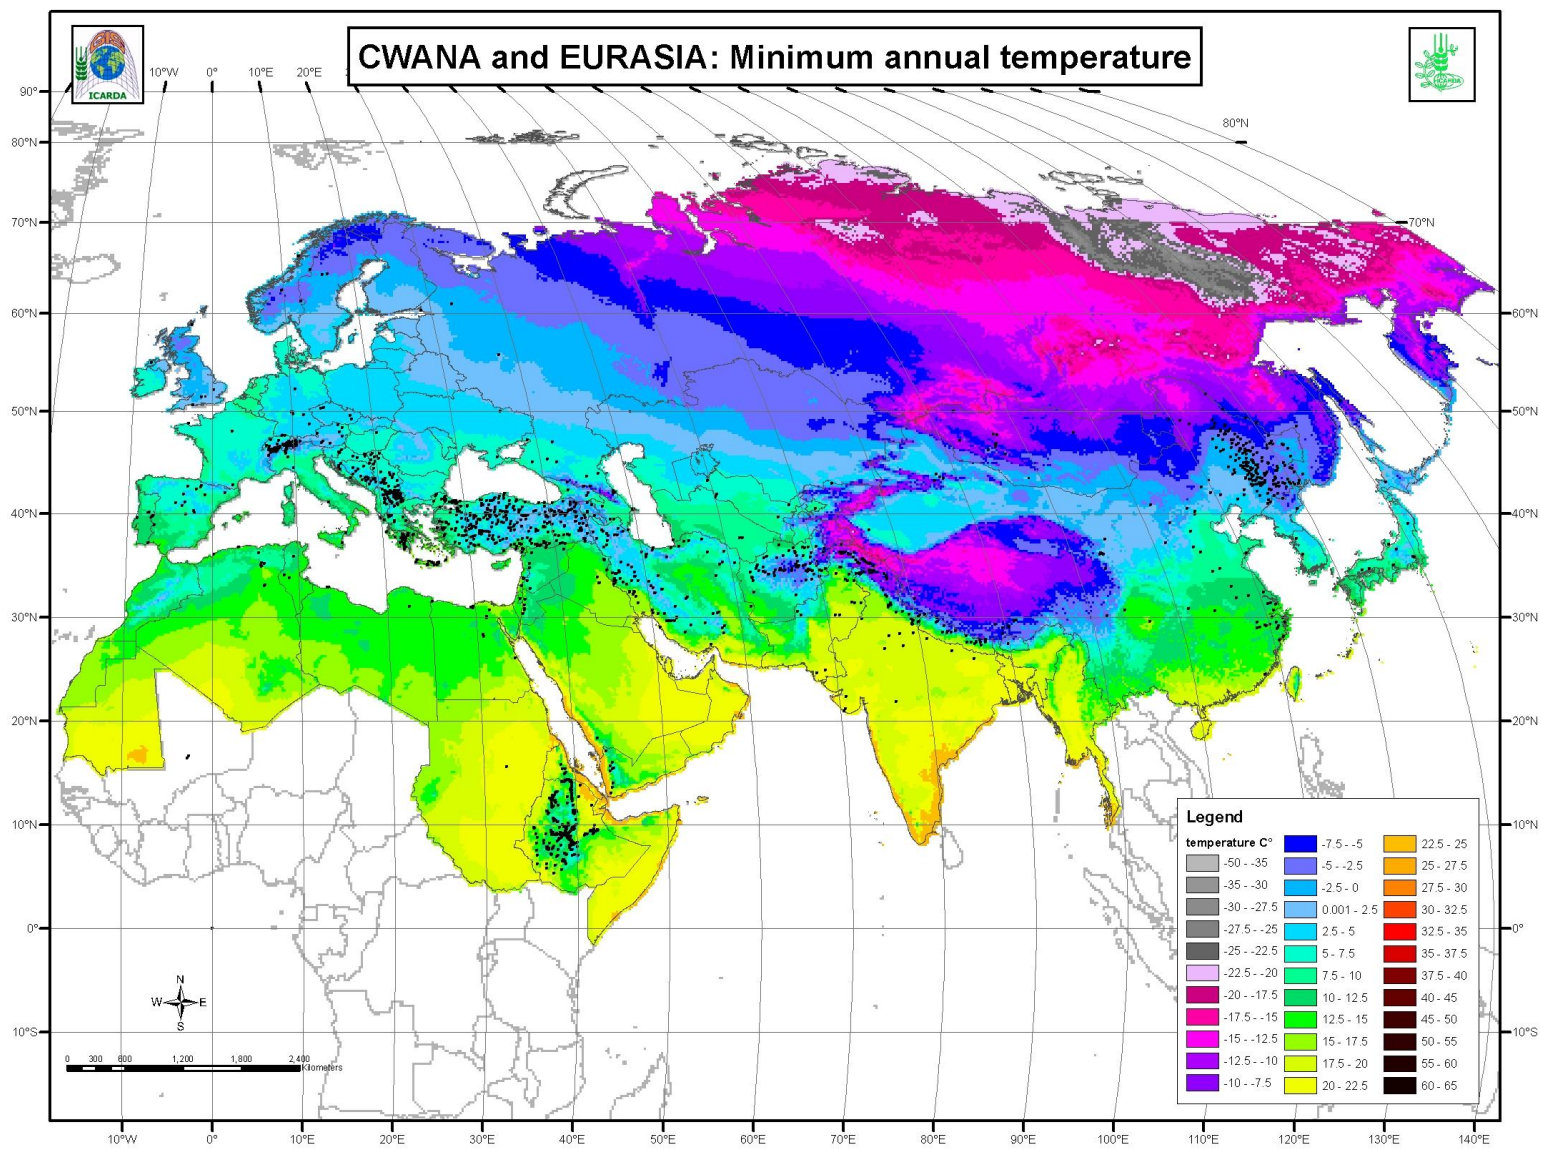 CWANA and EURASIA: Minimum annual temperature
ICARDA
ICARDA
10°W 0° 10°E 20°E
80°N
90°
80°N
70°N
70°N
60°N
60°N
50°N
50°N
40°N
40°N
30°N
30°N
20°N
20°N
10°N
10°N
0°
0°
10°S
10°S
Legend
temperature C°
-50 - -35
-35 - -30
-30 - -27.5
-27.5 - -25
-25 - -22.5
-22.5 - -20
-20 - -17.5
-17.5 - -15
-15 - -12.5
-12.5 - -10
-10 - -7.5
-7.5 - -5
-5 - -2.5
-2.5 - 0
0.001 - 2.5
2.5 - 5
5 - 7.5
7.5 - 10
10 - 12.5
12.5 - 15
15 - 17.5
17.5 - 20
20 - 22.5
22.5 - 25
25 - 27.5
27.5 - 30
30 - 32.5
32.5 - 35
35 - 37.5
37.5 - 40
40 - 45
45 - 50
50 - 55
55 - 60
60 - 65
N
W E
S
0 300 600 1,200 1,800 2,400
Kilometers
10°W 0° 10°E 20°E 30°E 40°E 50°E 60°E 70°E 80°E 90°E 100°E 110°E 120°E 130°E 140°E